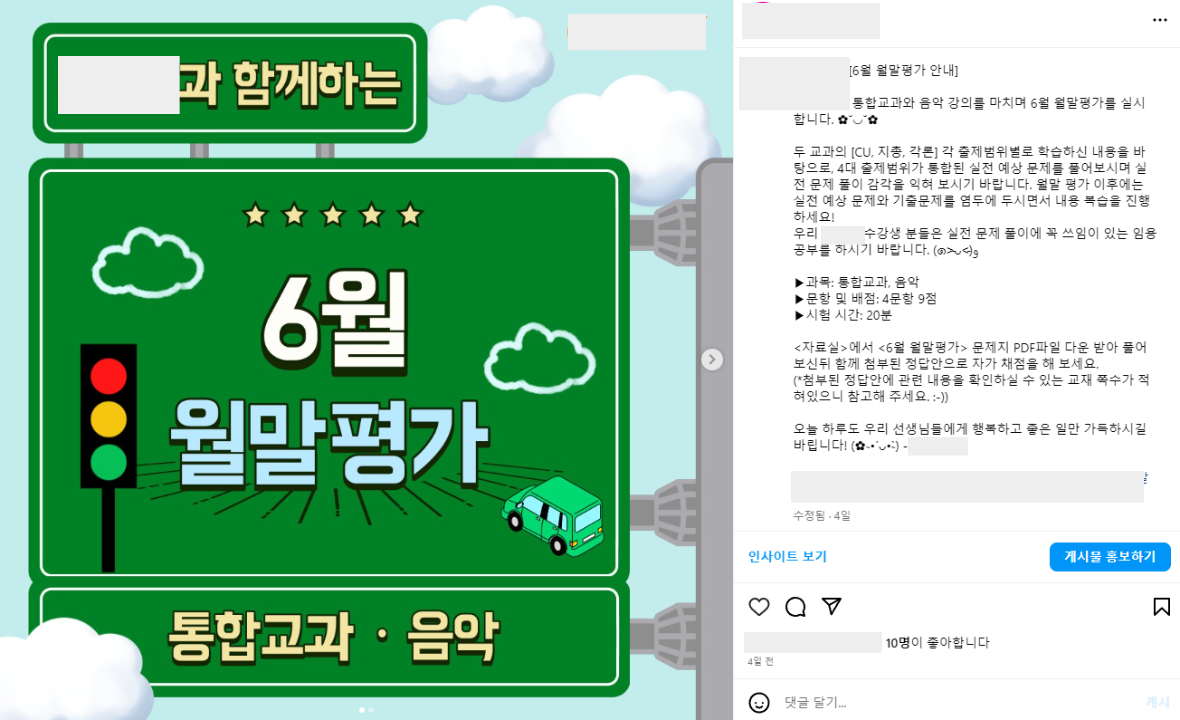 과 함께하는
6월
월말평가
통합교과 · 음악
[6월 월말평가 안내]
통합교과와 음악 강의를 마치며 6월 월말평가를 실시
합니다. ✿˘◡˘✿
두 교과의 [CU, 지총, 각론] 각 출제범위별로 학습하신 내용을 바
탕으로, 4대 출제범위가 통합된 실전 예상 문제를 풀어보시며 실
전 문제 풀이 감각을 익혀 보시기 바랍니다. 월말 평가 이후에는
실전 예상 문제와 기출문제를 염두에 두시면서 내용 복습을 진행
하세요!
우리 수강생 분들은 실전 문제 풀이에 꼭 쓰임이 있는 임용
공부를 하시기 바랍니다. (๑˃̵ᴗ˂̵)و
▶과목: 통합교과, 음악
▶문항 및 배점: 4문항 9점
▶시험 시간: 20분
<자료실>에서 <6월 월말평가> 문제지 PDF파일 다운 받아 풀어
보신뒤 함께 첨부된 정답안으로 자가 채점을 해 보세요.
(*첨부된 정답안에 관련 내용을 확인하실 수 있는 교재 쪽수가 적
혀있으니 참고해 주세요. :-))
오늘 하루도 우리 선생님들에게 행복하고 좋은 일만 가득하시길
바립니다! (✿˵•́ᴗ•̀˵) -
수정됨 · 4일
인사이트 보기
게시물 홍보하기
10명이 좋아합니다
4일 전
댓글 달기...
게시